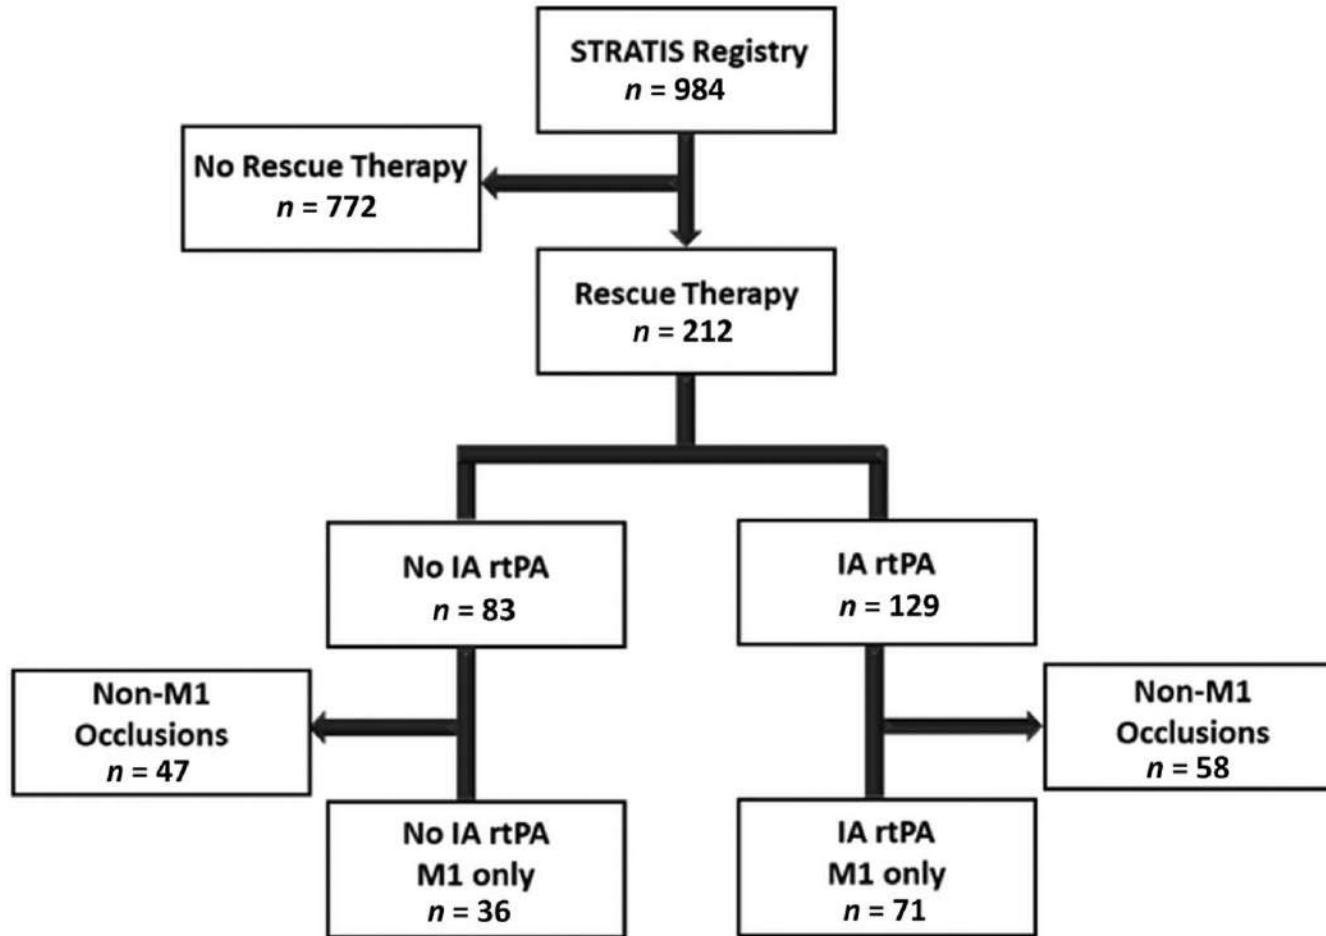 STRATIS Registry
n = 984
No Rescue Therapy
n = 772
Rescue Therapy
n = 212
No IA rtPA
n = 83
IA rtPA
n = 129
Non-M1
Occlusions
n = 47
Non-M1
Occlusions
n = 58
No IA rtPA
M1 only
n = 36
IA rtPA
M1 only
n = 71